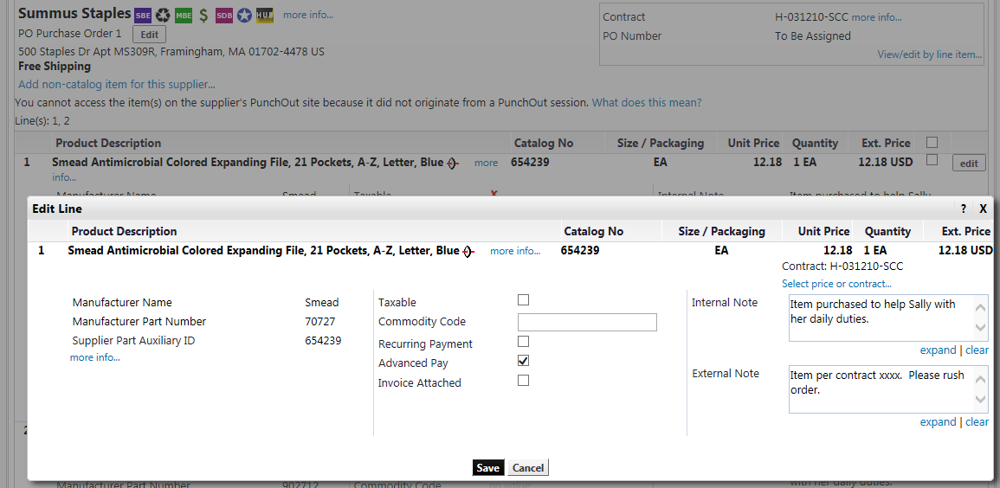 Summus Staples SBE MBE $ SDB HUB more info...
PO Purchase Order 1 Edit
500 Staples Dr Apt MS309R, Framingham, MA 01702-4478 US
Free Shipping
Add non-catalog item for this supplier...
Contract H-031210-SCC more info...
PO Number To Be Assigned
View/edit by line item...
You cannot access the item(s) on the supplier's PunchOut site because it did not originate from a PunchOut session. What does this mean?
Line(s): 1, 2
Product Description Catalog No Size / Packaging Unit Price Quantity Ext. Price
1 Smead Antimicrobial Colored Expanding File, 21 Pockets, A-Z, Letter, Blue more 654239 EA 12.18 1 EA 12.18 USD edit
info...
Manufacturer Name Smead Taxable X Internal Note Item purchased to help Sally
Edit Line ? X
Product Description Catalog No Size / Packaging Unit Price Quantity Ext. Price
1 Smead Antimicrobial Colored Expanding File, 21 Pockets, A-Z, Letter, Blue more info... 654239 EA 12.18 1 EA 12.18 USD
Contract: H-031210-SCC
Select price or contract...
Manufacturer Name Smead
Manufacturer Part Number 70727
Supplier Part Auxiliary ID 654239
more info...
Taxable
Commodity Code
Recurring Payment
Advanced Pay
Invoice Attached
Internal Note Item purchased to help Sally with
her daily duties.
expand | clear
External Note Item per contract xxxx. Please rush
order.
expand | clear
2
Save Cancel
Manufacturer Part Number 902712 Commodity Code no value with her daily duties.